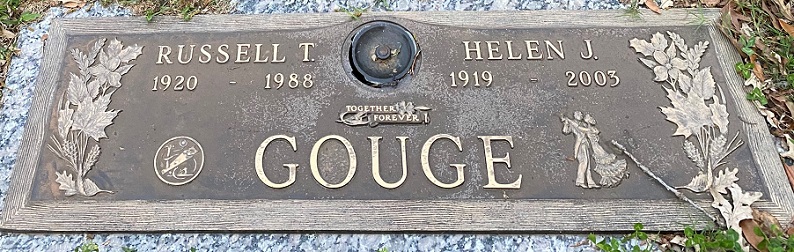 RUSSELL T.
1920 - 1988
HELEN J.
1919 - 2003
TOGETHER
FOREVER
GOUGE